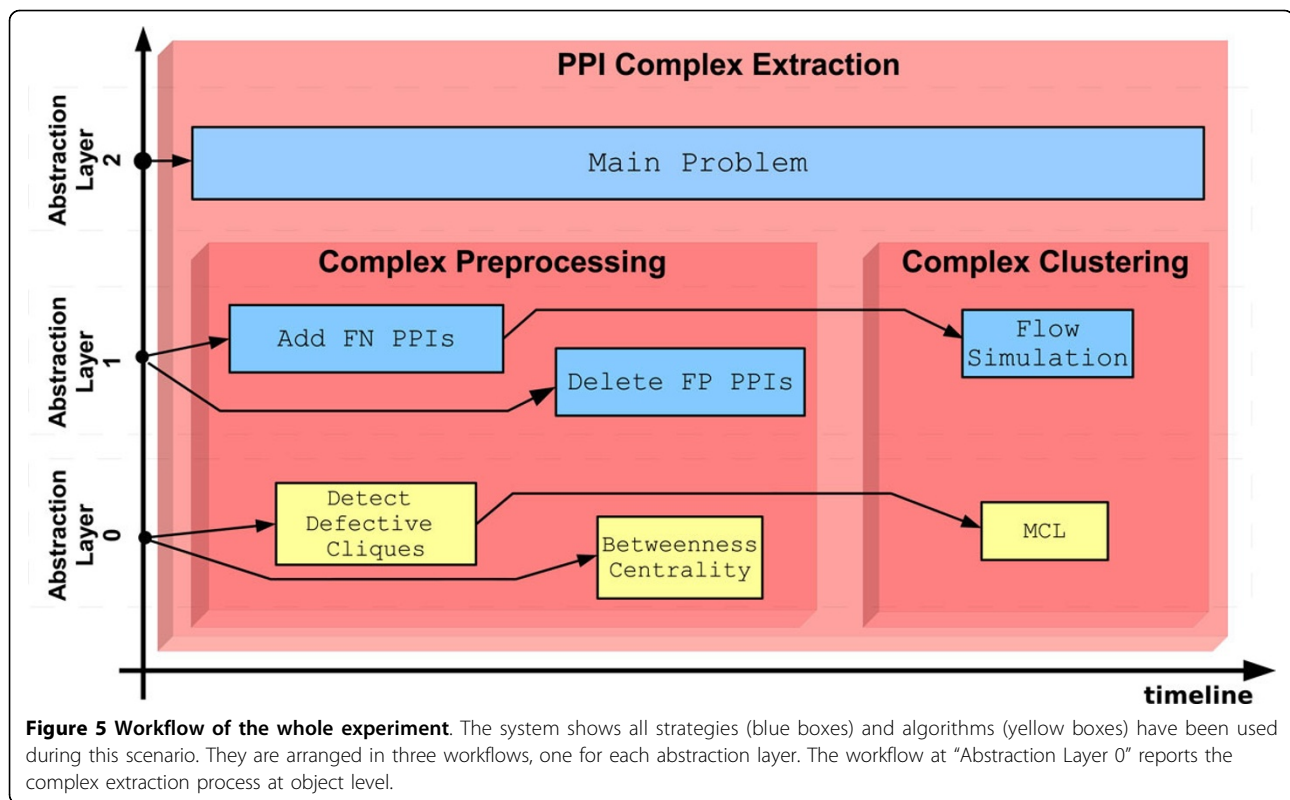 PPI Complex Extraction
Abstraction
Layer
2
Main Problem
Complex Preprocessing
Complex Clustering
Abstraction
Layer
1
Add FN PPIs
Flow
Simulation
Delete FP PPIs
Abstraction
Layer
0
Detect
Defective
Cliques
Betweenness
Centrality
MCL
timeline
Figure 5 Workflow of the whole experiment. The system shows all strategies (blue boxes) and algorithms (yellow boxes) have been used
during this scenario. They are arranged in three workflows, one for each abstraction layer. The workflow at “Abstraction Layer 0” reports the
complex extraction process at object level.